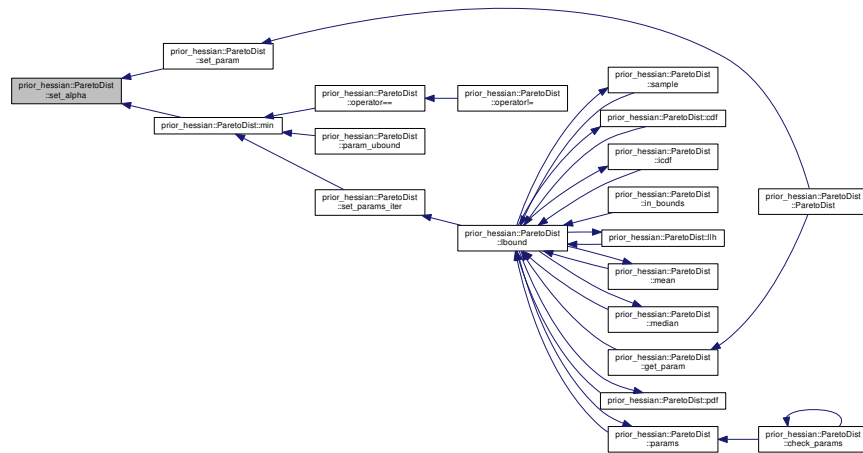 prior_hessian::ParetoDist
::set_alpha
prior_hessian::ParetoDist
::set_param
prior_hessian::ParetoDist::min
prior_hessian::ParetoDist
::operator==
prior_hessian::ParetoDist
::param_ubound
prior_hessian::ParetoDist
::set_params_iter
prior_hessian::ParetoDist
::operator!=
prior_hessian::ParetoDist
::lbound
prior_hessian::ParetoDist
::sample
prior_hessian::ParetoDist::cdf
prior_hessian::ParetoDist
::icdf
prior_hessian::ParetoDist
::in_bounds
prior_hessian::ParetoDist::llh
prior_hessian::ParetoDist
::mean
prior_hessian::ParetoDist
::median
prior_hessian::ParetoDist
::get_param
prior_hessian::ParetoDist::pdf
prior_hessian::ParetoDist
::params
prior_hessian::ParetoDist
::ParetoDist
prior_hessian::ParetoDist
::check_params